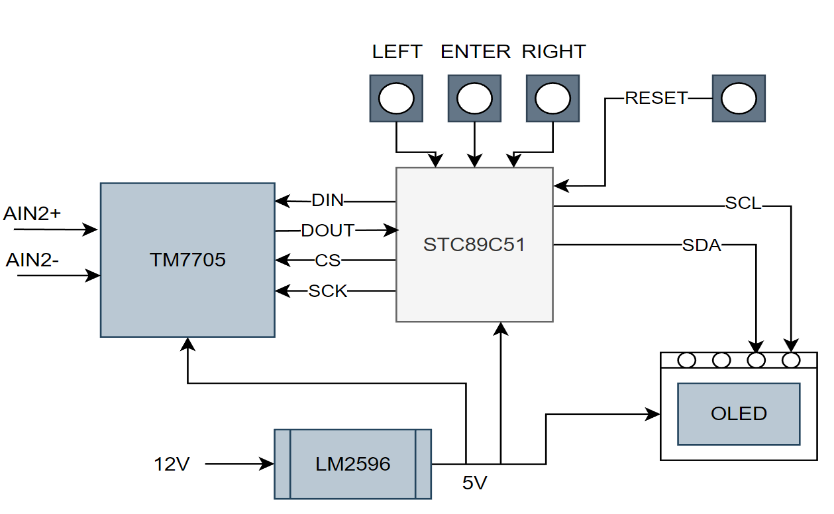 LEFT ENTER RIGHT
RESET
DIN
SCL
AIN2+
DOUT
STC89C51
SDA
AIN2-
TM7705
CS
SCK
OLED
12V
LM2596
5V